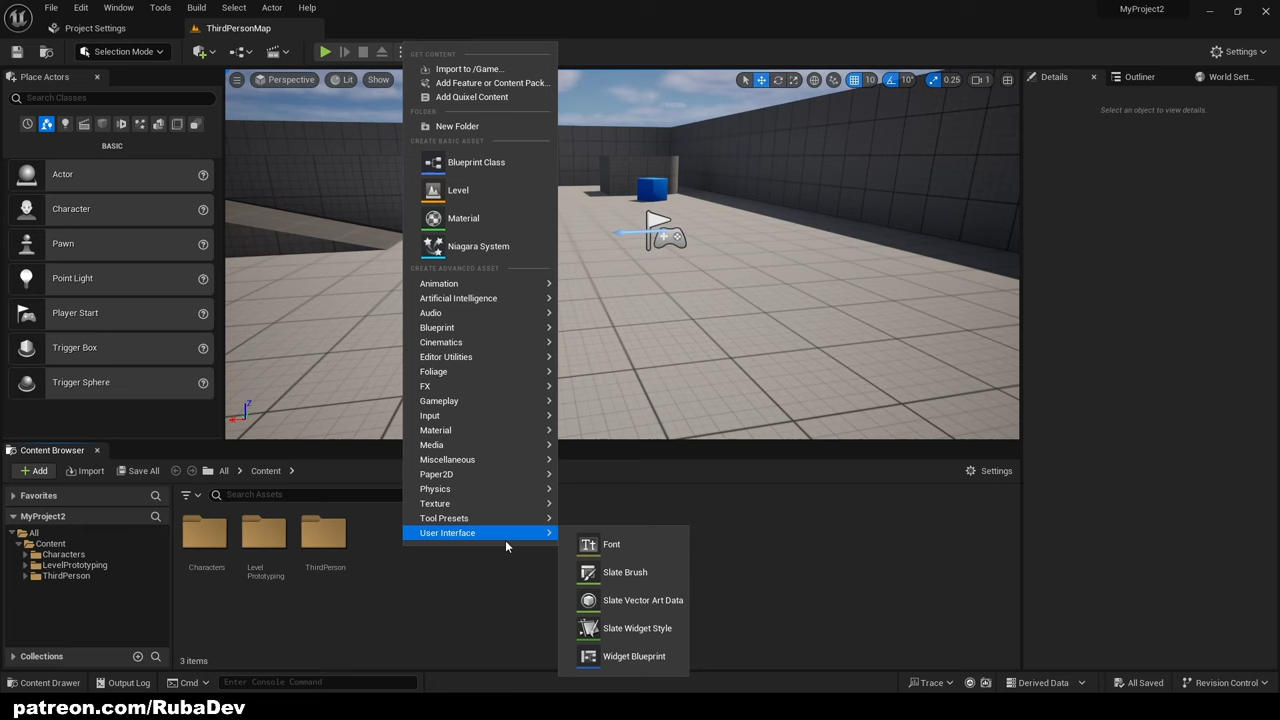 File Edit Window Tools Build Select Actor Help
MyProject2
Project Settings
ThirdPersonMap
Selection Mode
Settings
Place Actors
Search Classes
BASIC
Actor
Character
Pawn
Point Light
Player Start
Trigger Box
Trigger Sphere
Perspective
Lit
Show
10
10°
0.25
1
GET CONTENT
Import to /Game...
Add Feature or Content Pack...
Add Quixel Content
FOLDER
New Folder
CREATE BASIC ASSET
Blueprint Class
Level
Material
Niagara System
CREATE ADVANCED ASSET
Animation
Artificial Intelligence
Audio
Blueprint
Cinematics
Editor Utilities
Foliage
FX
Gameplay
Input
Material
Media
Miscellaneous
Paper2D
Physics
Texture
Tool Presets
User Interface
Font
Slate Brush
Slate Vector Art Data
Slate Widget Style
Widget Blueprint
Details
Outliner
World Sett...
Select an object to view details.
Content Browser
Add
Import
Save All
All
Content
Settings
Favorites
Search Assets
MyProject2
All
Content
Characters
LevelPrototyping
ThirdPerson
Characters
Level
Prototyping
ThirdPerson
Collections
3 items
Content Drawer
Output Log
Cmd
Enter Console Command
Trace
Derived Data
All Saved
Revision Control
Z
patreon.com/RubaDev